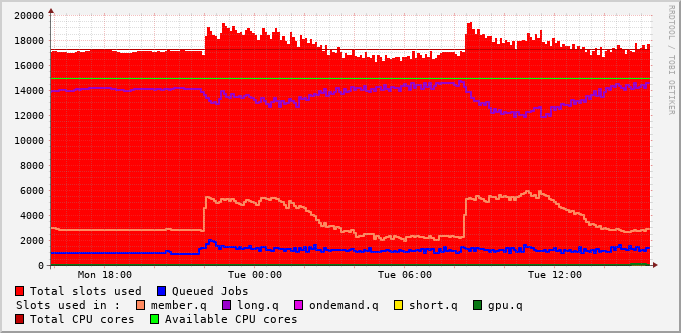 20000
18000
16000
14000
12000
10000
8000
6000
4000
2000
0
Mon 18:00 Tue 00:00 Tue 06:00 Tue 12:00
Total slots used Queued Jobs
Slots used in : member.q long.q ondemand.q short.q gpu.q
Total CPU cores Available CPU cores
RRDTOOL / TOBI OETIKER